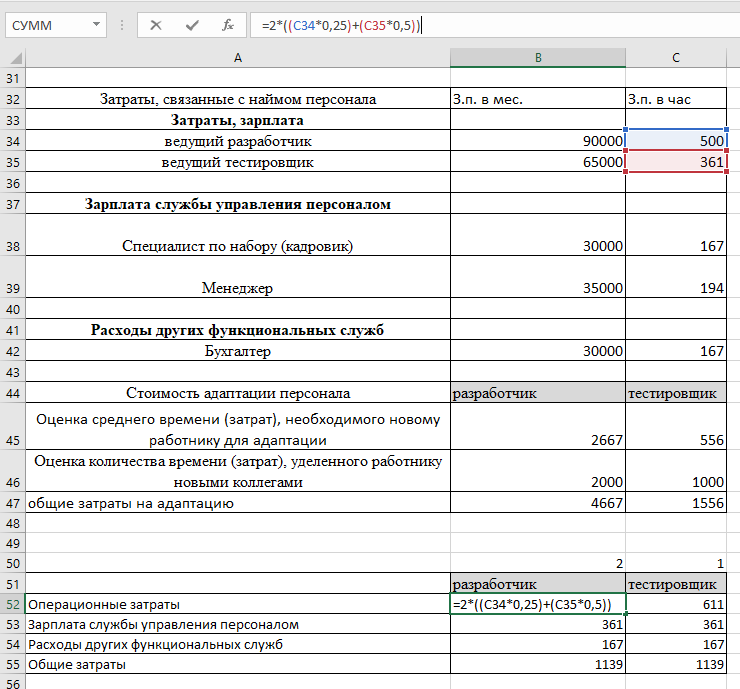 СУММ =2*((C34*0,25)+(C35*0,5))
A B C
31
32 Затраты, связанные с наймом персонала З.п. в мес. З.п. в час
33 Затраты, зарплата
34 ведущий разработчик 90000 500
35 ведущий тестировщик 65000 361
36
37 Зарплата службы управления персоналом
38 Специалист по набору (кадровик) 30000 167
39 Менеджер 35000 194
40
41 Расходы других функциональных служб
42 Бухгалтер 30000 167
43
44 Стоимость адаптации персонала разработчик тестировщик
Оценка среднего времени (затрат), необходимого новому
45 работнику для адаптации 2667 556
Оценка количества времени (затрат), уделенного работнику
46 новыми коллегами 2000 1000
47 общие затраты на адаптацию 4667 1556
48
49
50 2 1
51 разработчик тестировщик
52 Операционные затраты =2*((C34*0,25)+(C35*0,5)) 611
53 Зарплата службы управления персоналом 361 361
54 Расходы других функциональных служб 167 167
55 Общие затраты 1139 1139
56